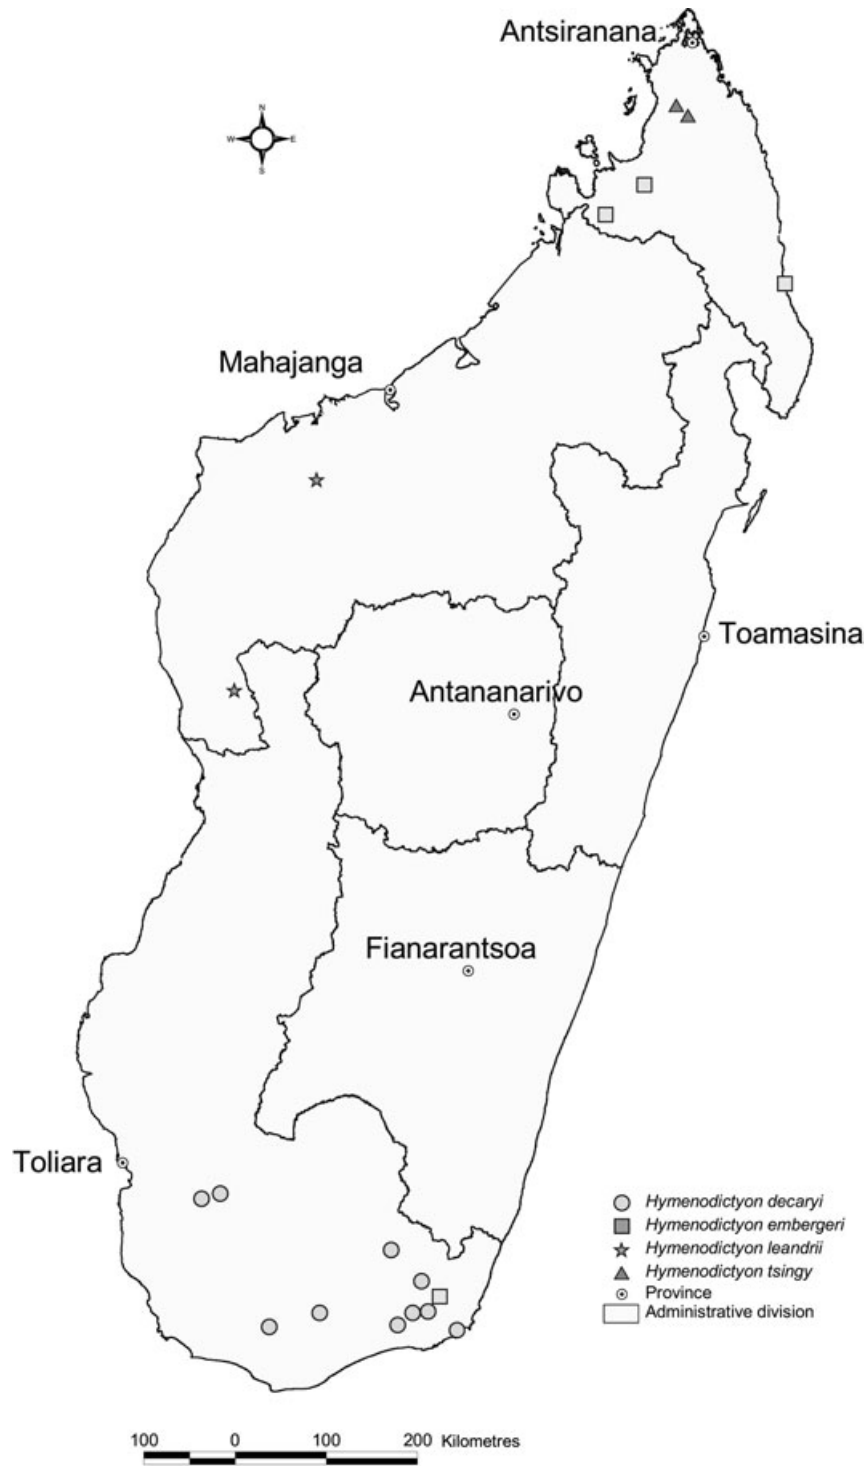 Antsiranana
N
W E
S
Mahajanga
Toamasina
Antananarivo
Fianarantsoa
Toliara
Hymenodictyon decaryi
Hymenodictyon embergeri
Hymenodictyon leandrii
Hymenodictyon tsingy
Province
Administrative division
100 0 100 200 Kilometres